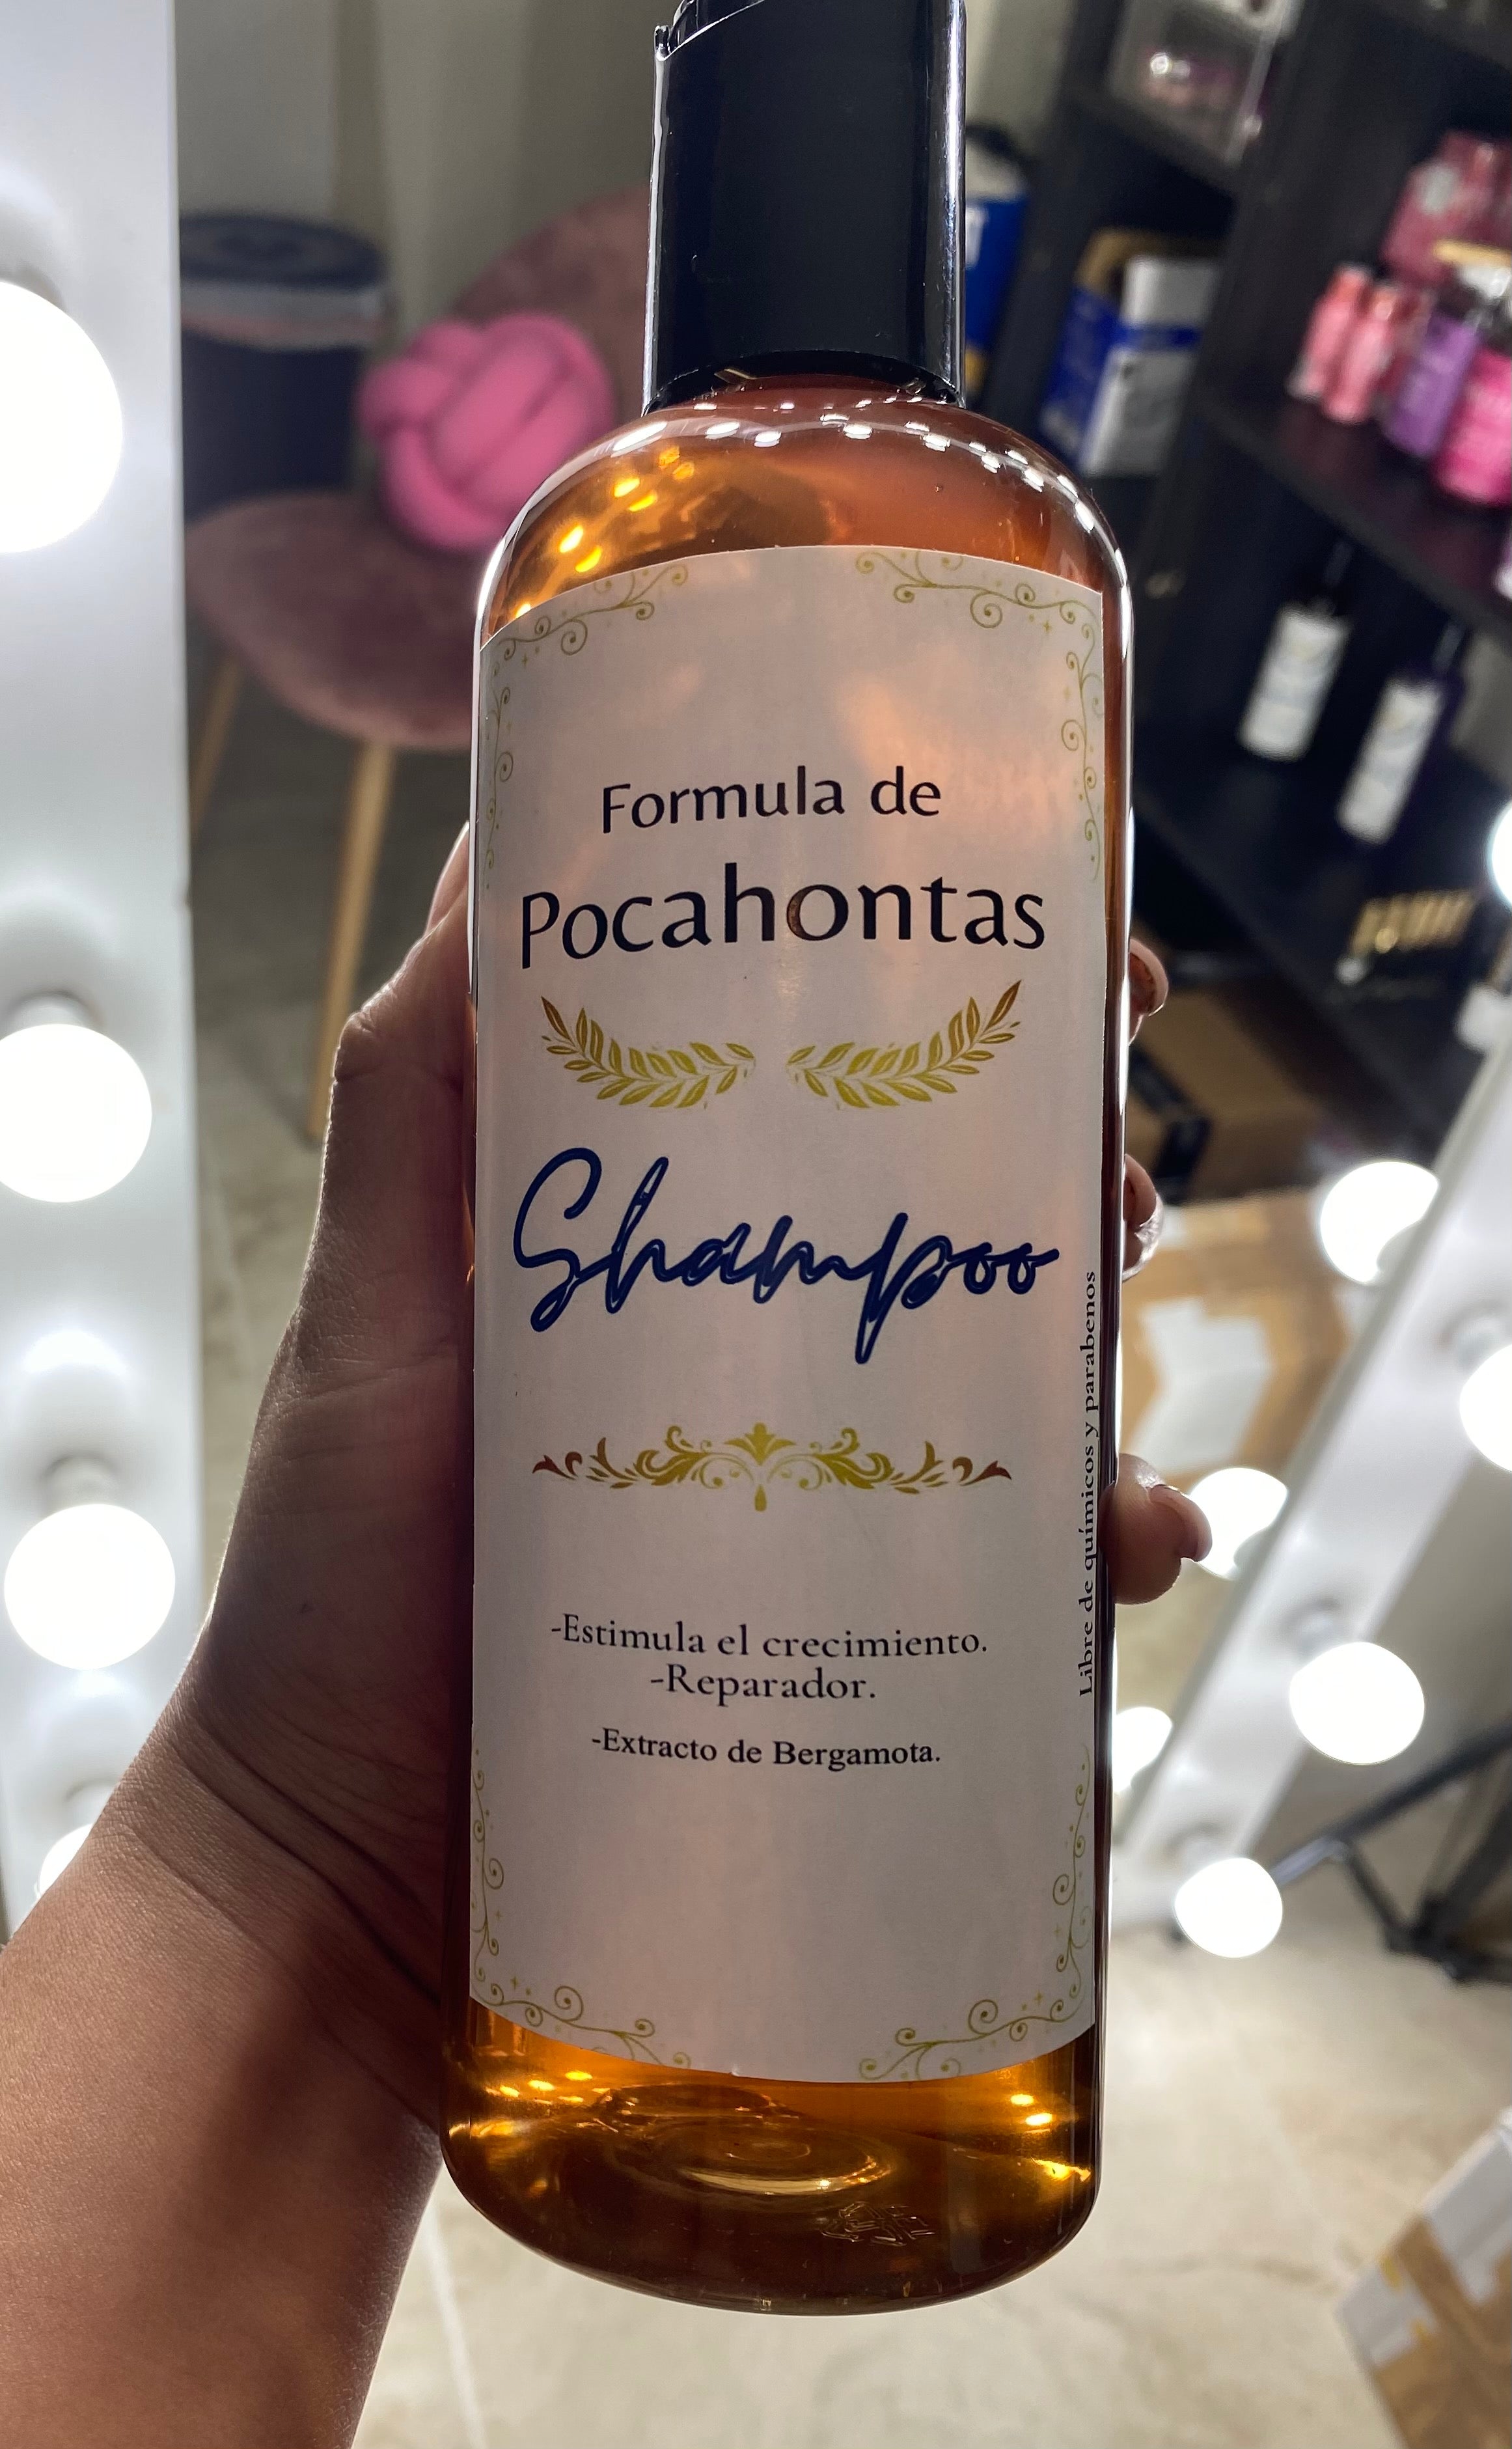 Formula de
Pocahontas
Shampoo
-Estimula el crecimiento.
-Reparador.
-Extracto de Bergamota.
Libre de químicos y parabenos